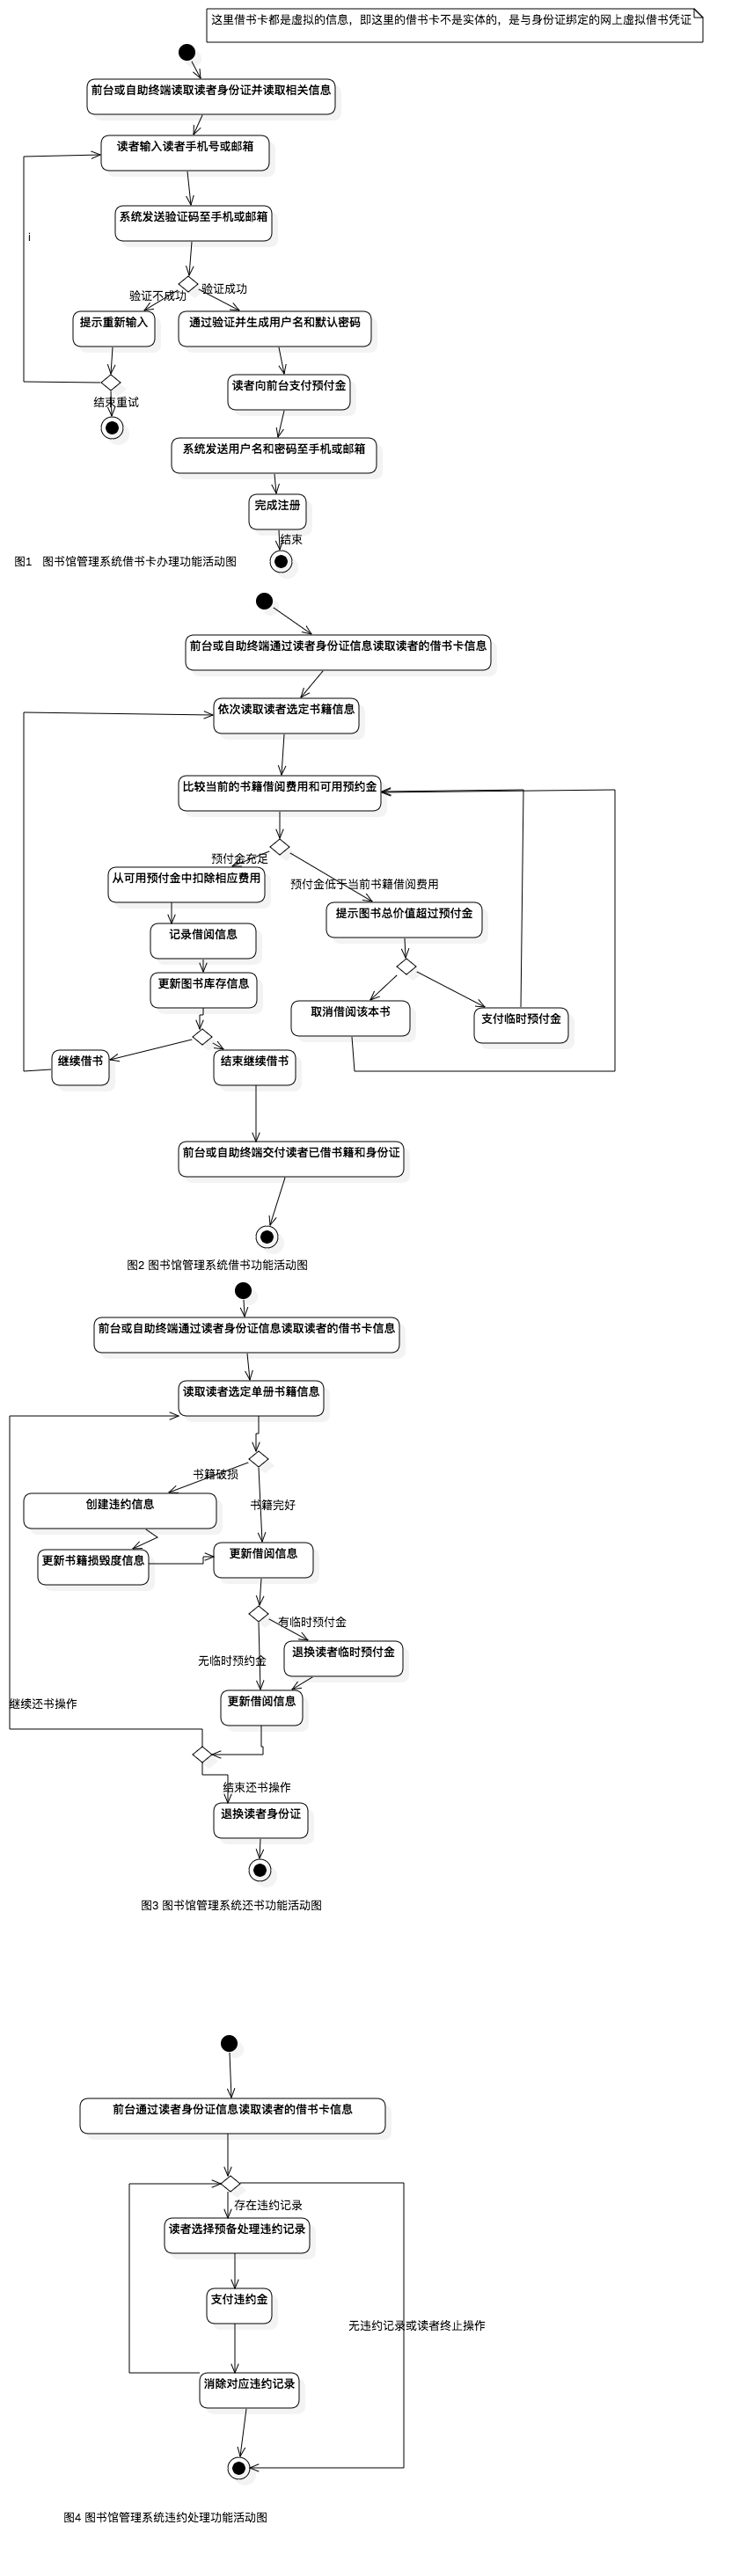 这里借书卡都是虚拟的信息，即这里的借书卡不是实体的，是与身份证绑定的网上虚拟借书凭证
前台或自助终端读取读者身份证并读取相关信息
读者输入读者手机号或邮箱
系统发送验证码至手机或邮箱
i
验证不成功
验证成功
提示重新输入
通过验证并生成用户名和默认密码
读者向前台支付预付金
结束重试
系统发送用户名和密码至手机或邮箱
完成注册
结束
图1 图书馆管理系统借书卡办理功能活动图
前台或自助终端通过读者身份证信息读取读者的借书卡信息
依次读取读者选定书籍信息
比较当前的书籍借阅费用和可用预约金
预付金充足
预付金低于当前书籍借阅费用
从可用预付金中扣除相应费用
提示图书总价值超过预付金
记录借阅信息
更新图书库存信息
取消借阅该本书
支付临时预付金
继续借书
结束继续借书
前台或自助终端交付读者已借书籍和身份证
图2 图书馆管理系统借书功能活动图
前台或自助终端通过读者身份证信息读取读者的借书卡信息
读取读者选定单册书籍信息
书籍破损
创建违约信息
书籍完好
更新书籍损毁度信息
更新借阅信息
有临时预付金
无临时预约金
退换读者临时预付金
更新借阅信息
继续还书操作
结束还书操作
退换读者身份证
图3 图书馆管理系统还书功能活动图
前台通过读者身份证信息读取读者的借书卡信息
存在违约记录
读者选择预备处理违约记录
支付违约金
无违约记录或读者终止操作
消除对应违约记录
图4 图书馆管理系统违约处理功能活动图